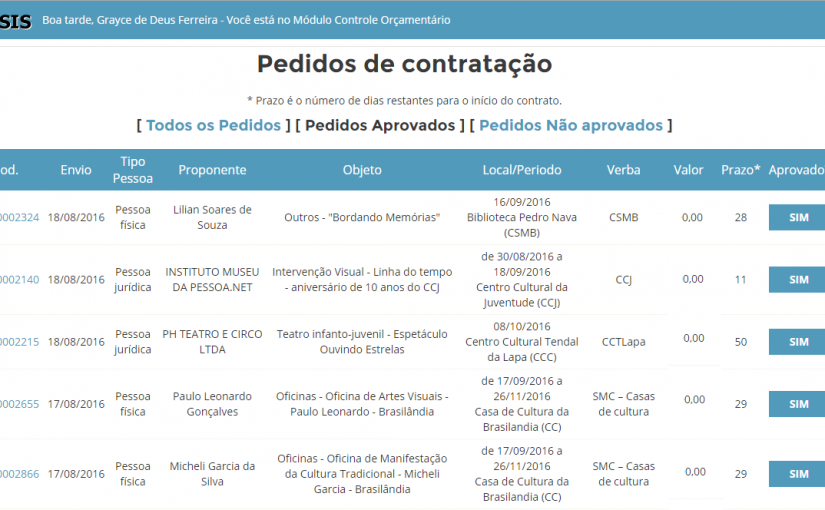 SIS Boa tarde, Grayce de Deus Ferreira - Você está no Módulo Controle Orçamentário
Pedidos de contratação
* Prazo é o número de dias restantes para o início do contrato.
[ Todos os Pedidos ] [ Pedidos Aprovados ] [ Pedidos Não aprovados ]
od. Envio Tipo Pessoa Proponente Objeto Local/Periodo Verba Valor Prazo* Aprovado
0002324 18/08/2016 Pessoa física Lilian Soares de Souza Outros - "Bordando Memórias" 16/09/2016 Biblioteca Pedro Nava (CSMB) CSMB 0,00 28 SIM
0002140 18/08/2016 Pessoa jurídica INSTITUTO MUSEU DA PESSOA.NET Intervenção Visual - Linha do tempo - aniversário de 10 anos do CCJ de 30/08/2016 a 18/09/2016 Centro Cultural da Juventude (CCJ) CCJ 0,00 11 SIM
0002215 18/08/2016 Pessoa jurídica PH TEATRO E CIRCO LTDA Teatro infanto-juvenil - Espetáculo Ouvindo Estrelas 08/10/2016 Centro Cultural Tendal da Lapa (CCC) CCTLapa 0,00 50 SIM
0002655 17/08/2016 Pessoa física Paulo Leonardo Gonçalves Oficinas - Oficina de Artes Visuais - Paulo Leonardo - Brasilândia de 17/09/2016 a 26/11/2016 Casa de Cultura da Brasilandia (CC) SMC – Casas de cultura 0,00 29 SIM
0002866 17/08/2016 Pessoa física Micheli Garcia da Silva Oficinas - Oficina de Manifestação da Cultura Tradicional - Micheli Garcia - Brasilândia de 17/09/2016 a 26/11/2016 Casa de Cultura da Brasilandia (CC) SMC – Casas de cultura 0,00 29 SIM